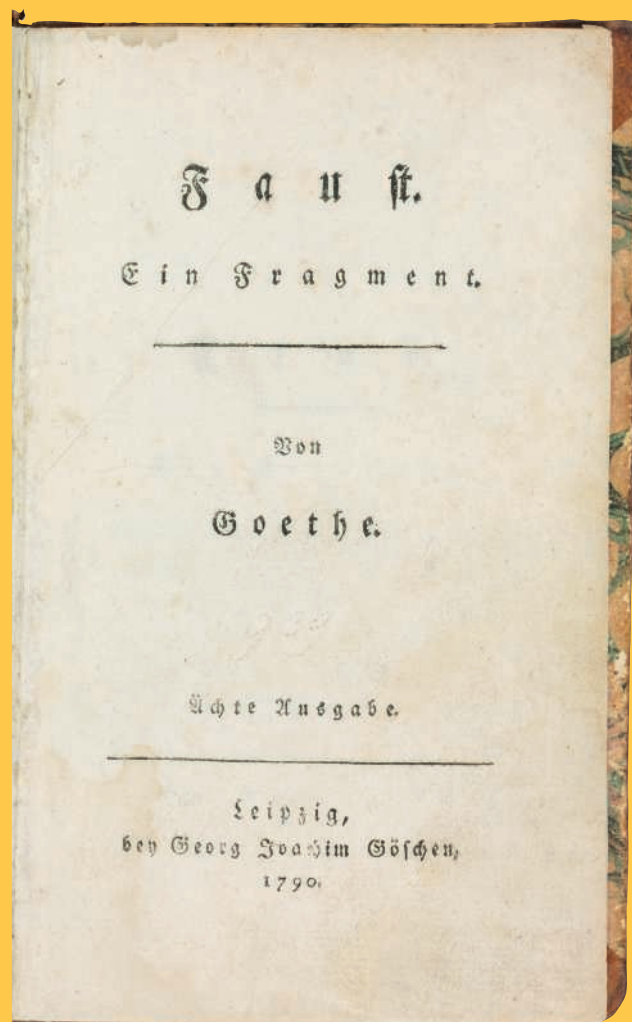 Fauſt.
Ein Fragment.
Von
Goethe.
Ächte Ausgabe.
Leipzig,
bey Georg Joachim Göſchen,
1790.